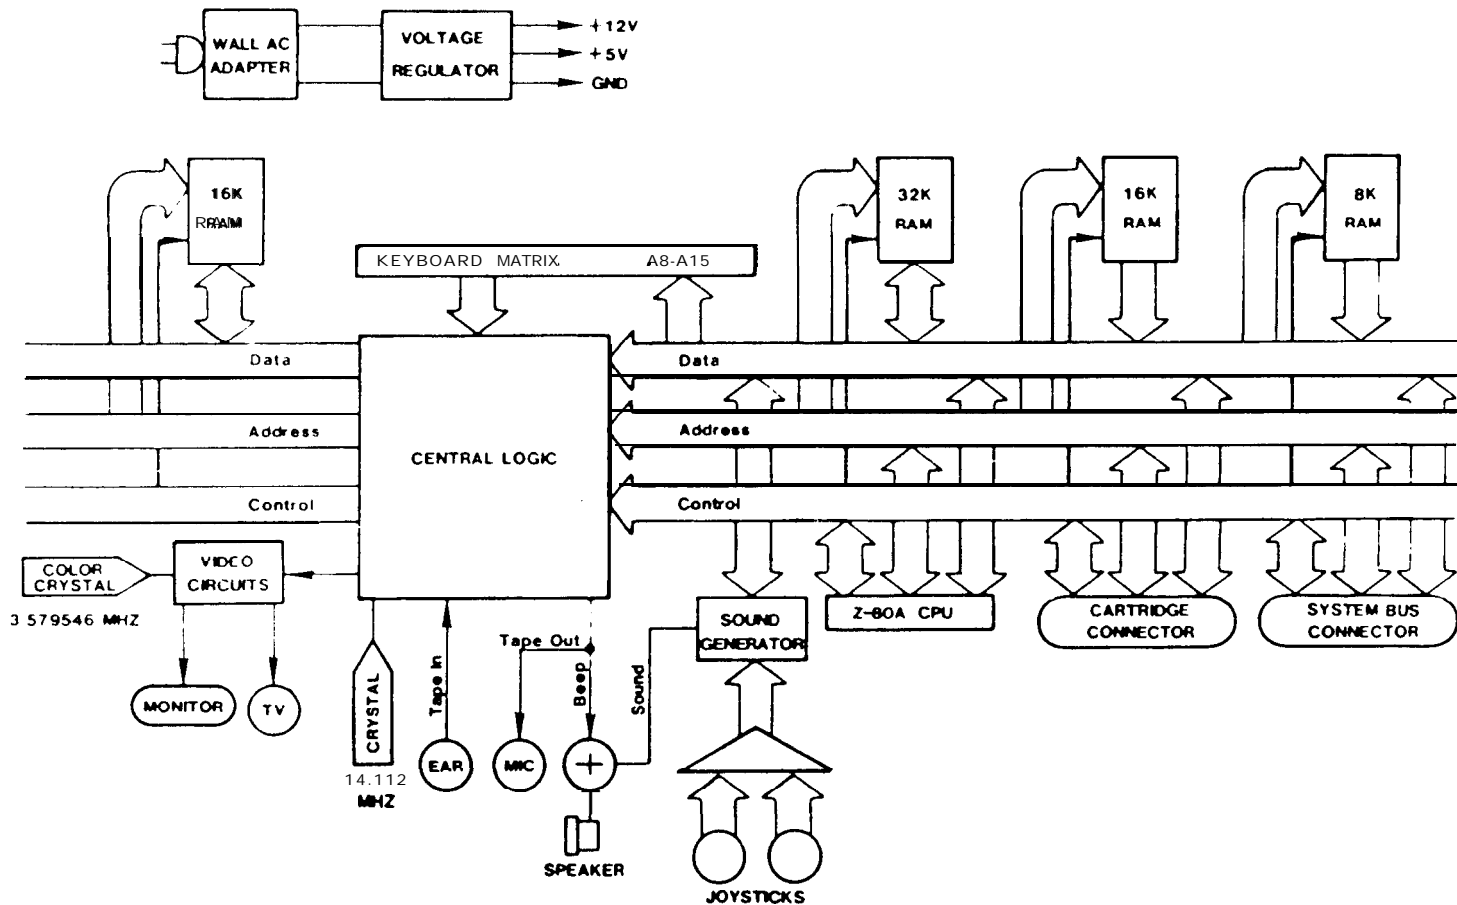 WALL AC
ADAPTER
VOLTAGE
REGULATOR
+12V
+5V
GND
16K
RAM
32K
RAM
16K
RAM
8K
RAM
KEYBOARD MATRIX A8-A15
Data
Data
Address
Address
CENTRAL LOGIC
Control
Control
COLOR
CRYSTAL
3 579546 MHZ
VIDEO
CIRCUITS
MONITOR
TV
CRYSTAL
14.112
MHZ
Tape In
EAR
Tape Out
MIC
Beep
Sound
+
SPEAKER
SOUND
GENERATOR
JOYSTICKS
Z-80A CPU
CARTRIDGE
CONNECTOR
SYSTEM BUS
CONNECTOR